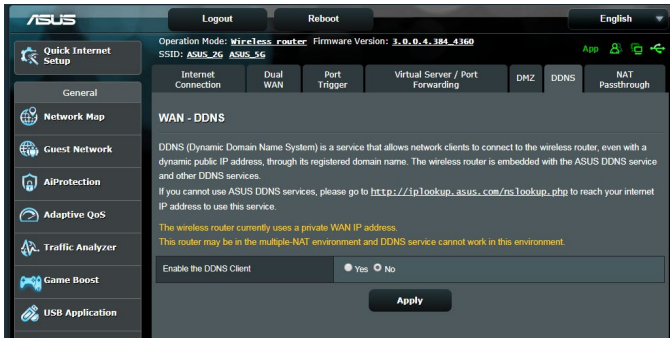 ASUS
Logout Reboot English
Quick Internet Setup
General
Network Map
Guest Network
AiProtection
Adaptive QoS
Traffic Analyzer
Game Boost
USB Application
Operation Mode: Wireless router Firmware Version: 3.0.0.4.384_4360
SSID: ASUS_2G ASUS_5G
App
Internet Connection Dual WAN Port Trigger Virtual Server / Port Forwarding DMZ DDNS NAT Passthrough
WAN - DDNS
DDNS (Dynamic Domain Name System) is a service that allows network clients to connect to the wireless router, even with a
dynamic public IP address, through its registered domain name. The wireless router is embedded with the ASUS DDNS service
and other DDNS services.
If you cannot use ASUS DDNS services, please go to http://iplookup.asus.com/nslookup.php to reach your internet
IP address to use this service.
The wireless router currently uses a private WAN IP address.
This router may be in the multiple-NAT environment and DDNS service cannot work in this environment.
Enable the DDNS Client Yes No
Apply